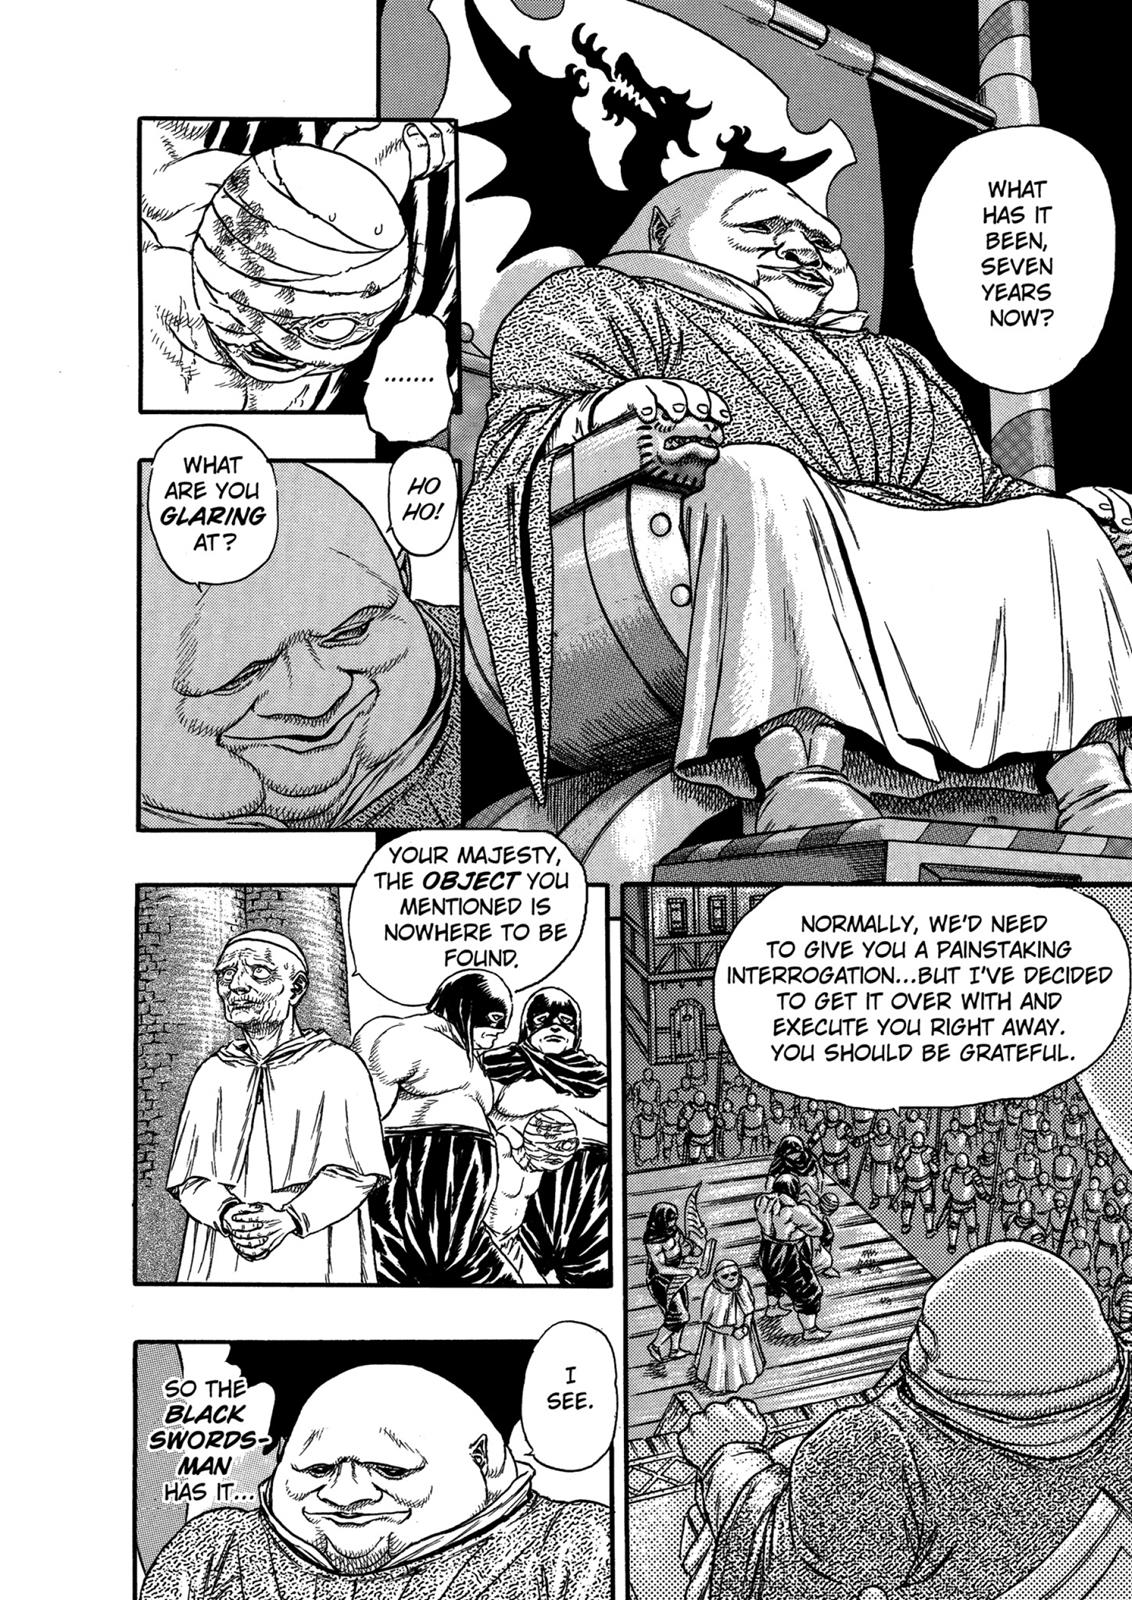 WHAT
HAS IT
BEEN,
SEVEN
YEARS
NOW?
.......
HO
HO!
WHAT
ARE YOU
GLARING
AT?
NORMALLY, WE'D NEED
TO GIVE YOU A PAINSTAKING
INTERROGATION...BUT I'VE DECIDED
TO GET IT OVER WITH AND
EXECUTE YOU RIGHT AWAY.
YOU SHOULD BE GRATEFUL.
YOUR MAJESTY,
THE OBJECT YOU
MENTIONED IS
NOWHERE TO BE
FOUND.
I
SEE.
SO THE
BLACK
SWORDS-
MAN
HAS IT...